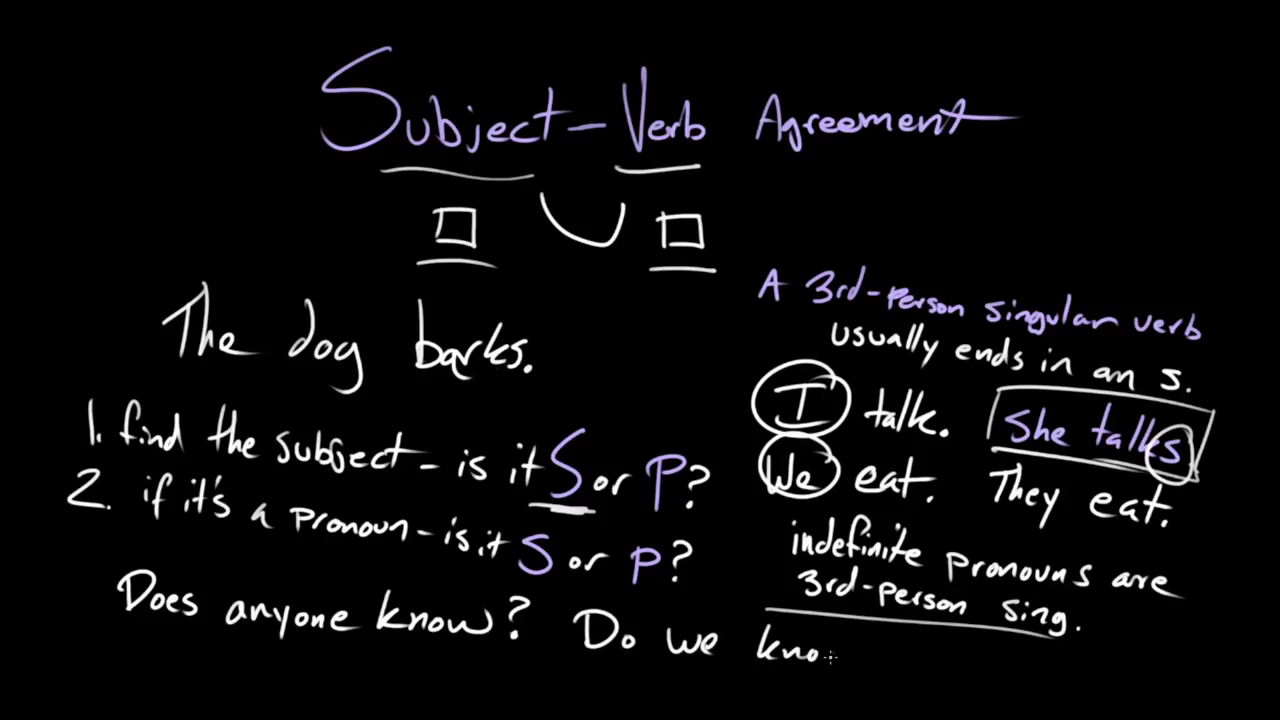 Subject-Verb Agreement
The dog barks.
1. find the subject - is it S or P?
2. if it's a pronoun - is it S or P?
Does anyone know? Do we kno
A 3rd-person singular verb
usually ends in an s.
I talk. She talks
We eat. They eat.
indefinite pronouns are
3rd-person sing.